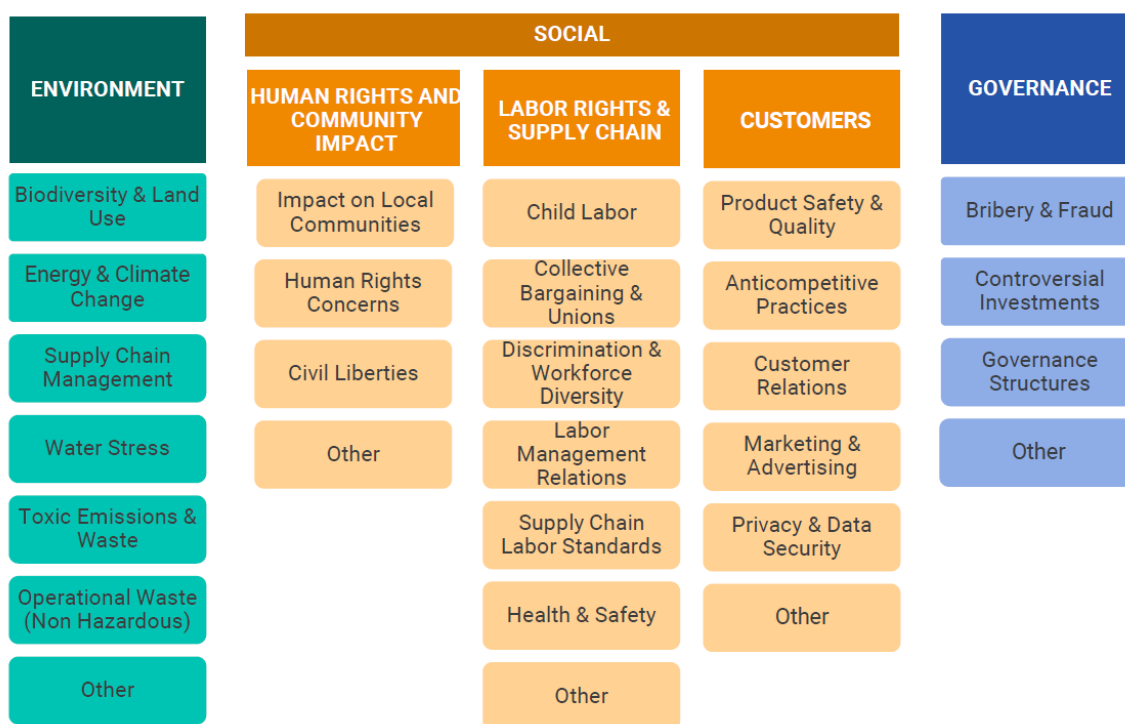 ENVIRONMENT
Biodiversity & Land
Use
Energy & Climate
Change
Supply Chain
Management
Water Stress
Toxic Emissions &
Waste
Operational Waste
(Non Hazardous)
Other
SOCIAL
HUMAN RIGHTS AND
COMMUNITY
IMPACT
Impact on Local
Communities
Human Rights
Concerns
Civil Liberties
Other
LABOR RIGHTS &
SUPPLY CHAIN
Child Labor
Collective
Bargaining &
Unions
Discrimination &
Workforce
Diversity
Labor
Management
Relations
Supply Chain
Labor Standards
Health & Safety
Other
CUSTOMERS
Product Safety &
Quality
Anticompetitive
Practices
Customer
Relations
Marketing &
Advertising
Privacy & Data
Security
Other
GOVERNANCE
Bribery & Fraud
Controversial
Investments
Governance
Structures
Other